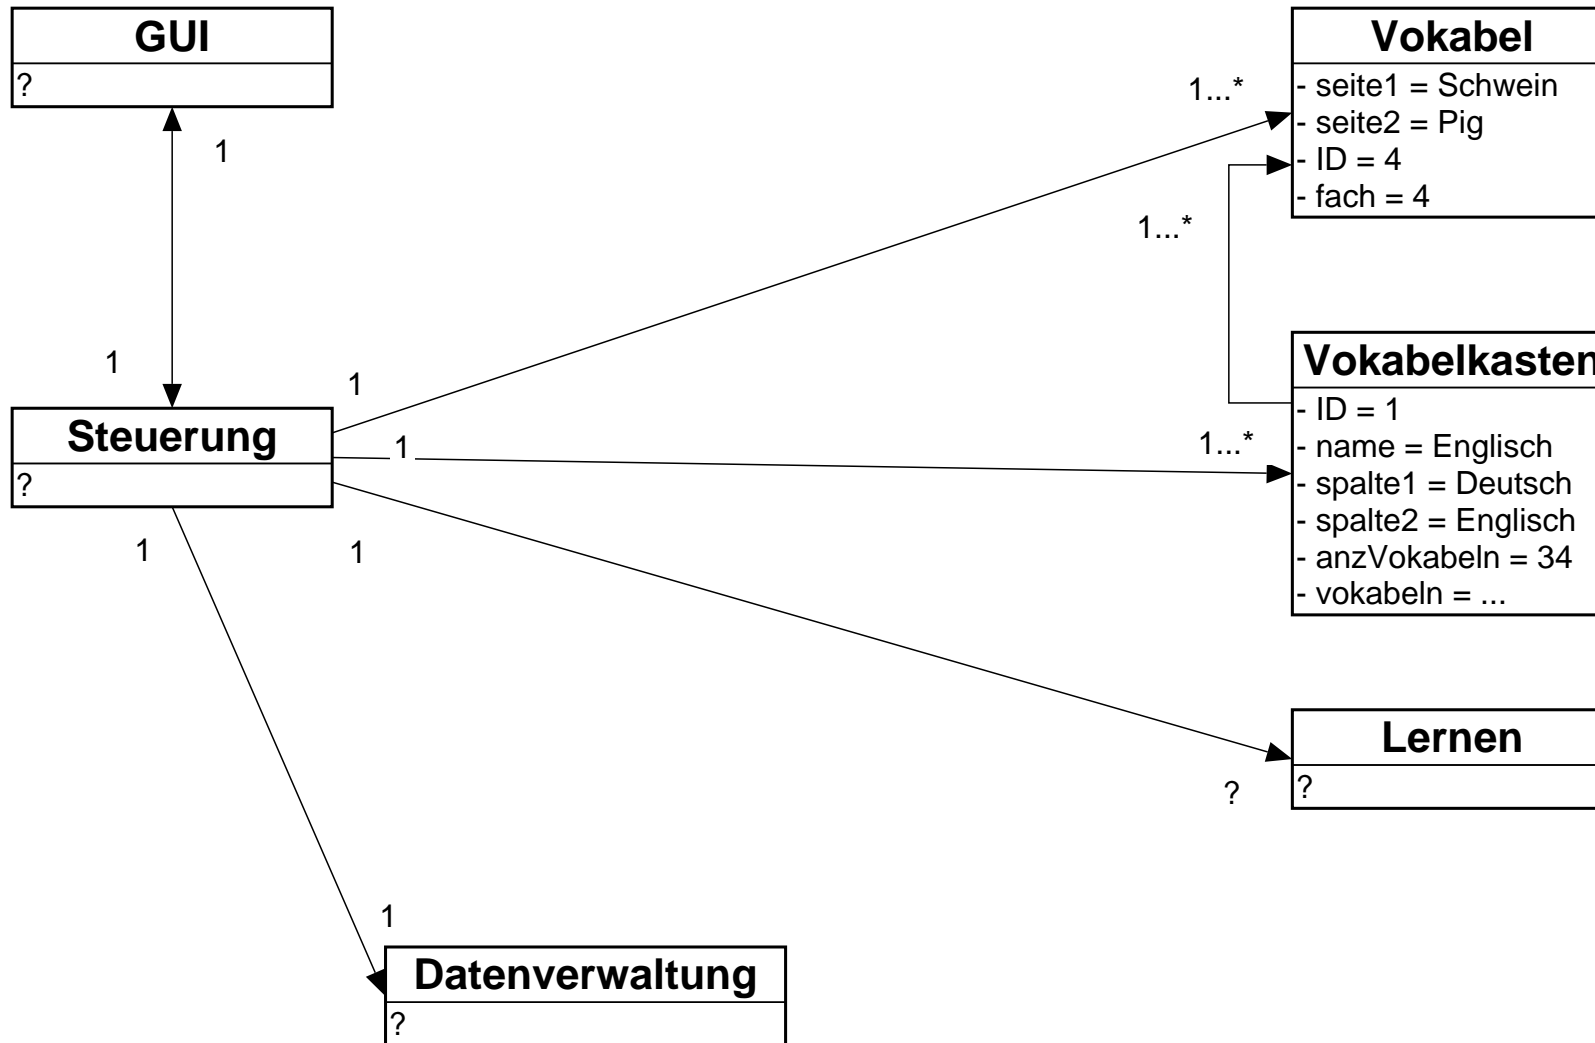 GUI
?
1
1
Steuerung
?
1
1
1
1
1...*
Vokabel
- seite1 = Schwein
- seite2 = Pig
- ID = 4
- fach = 4
1...*
1...*
Vokabelkasten
- ID = 1
- name = Englisch
- spalte1 = Deutsch
- spalte2 = Englisch
- anzVokabeln = 34
- vokabeln = ...
?
Lernen
?
1
Datenverwaltung
?